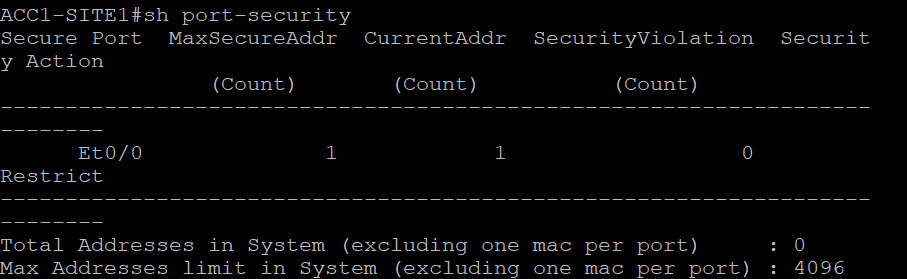 ACC1-SITE1#sh port-security
Secure Port  MaxSecureAddr  CurrentAddr  SecurityViolation  Securit
y Action
                (Count)       (Count)          (Count)
---------------------------------------------------------------------------
--------
      Et0/0              1            1                  0
Restrict
---------------------------------------------------------------------------
--------
Total Addresses in System (excluding one mac per port)     : 0
Max Addresses limit in System (excluding one mac per port) : 4096